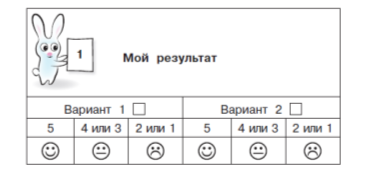 1
Мой результат
Вариант 1 Вариант 2
5 4 или 3 2 или 1 5 4 или 3 2 или 1